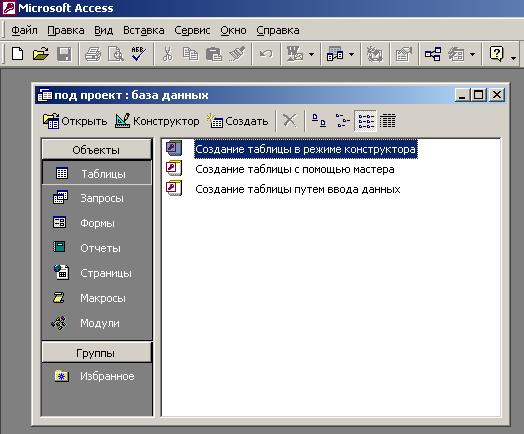 Microsoft Access
Файл Правка Вид Вставка Сервис Окно Справка
под проект : база данных
Открыть Конструктор Создать
Объекты
Таблицы
Запросы
Формы
Отчеты
Страницы
Макросы
Модули
Группы
Избранное
Создание таблицы в режиме конструктора
Создание таблицы с помощью мастера
Создание таблицы путем ввода данных